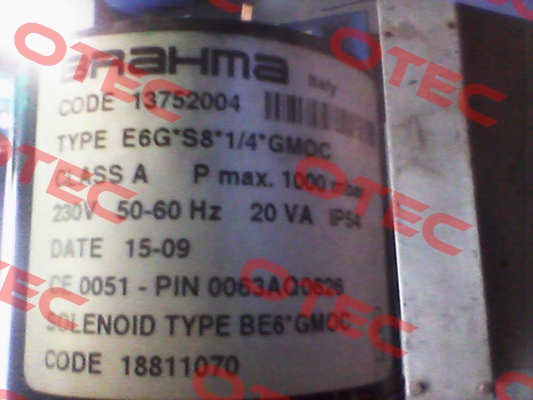 BRAHMA Italy
CODE 13752004
TYPE E6G*S8*1/4*GMOC
CLASS A P max. 1000 mbar
230V 50-60 Hz 20 VA IP54
DATE 15-09
CE 0051 - PIN 0063AQ0626
SOLENOID TYPE BE6*GMOC
CODE 18811070
OTEC
OTEC
OTEC
OTEC
OTEC
OTEC